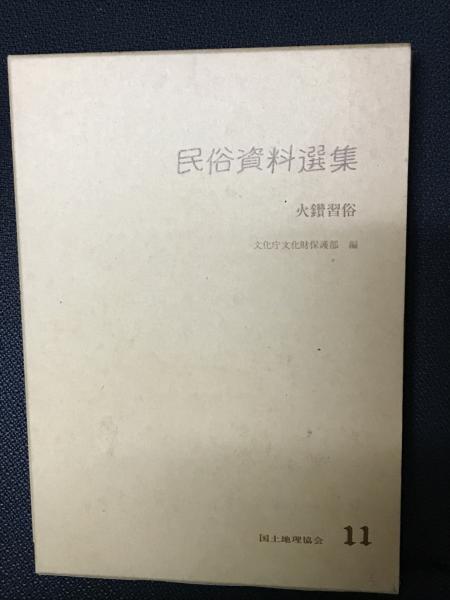 民俗資料選集
火鑽習俗
文化庁文化財保護部 編
国土地理協会 11